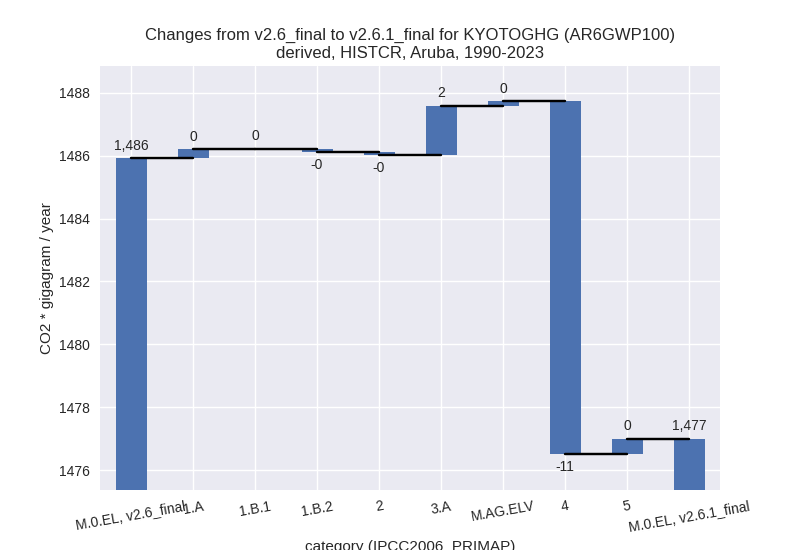 Changes from v2.6_final to v2.6.1_final for KYOTOGHG (AR6GWP100)
derived, HISTCR, Aruba, 1990-2023
CO2 * gigagram / year
1488
1486
1484
1482
1480
1478
1476
1,486
0
0
-0
-0
2
0
-11
0
1,477
M.0.EL, v2.6_final
1.A
1.B.1
1.B.2
2
3.A
M.AG.ELV
4
5
M.0.EL, v2.6.1_final
category (IPCC2006_PRIMAP)